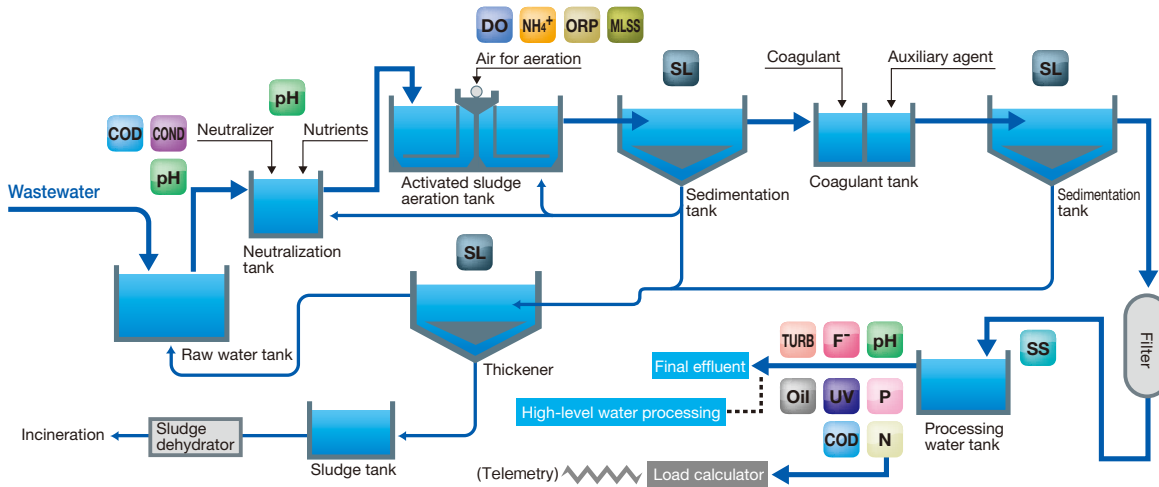 DO NH₄⁺ ORP MLSS
Air for aeration
SL
Coagulant
Auxiliary agent
SL
pH
COD COND
Neutralizer
Nutrients
pH
Wastewater
Activated sludge
aeration tank
Sedimentation
tank
Coagulant tank
Sedimentation
tank
Neutralization
tank
SL
Raw water tank
Thickener
TURB F⁻ pH
SS
Filter
Final effluent
High-level water processing
Oil UV P
COD N
Processing
water tank
Incineration
Sludge
dehydrator
Sludge tank
(Telemetry)
Load calculator